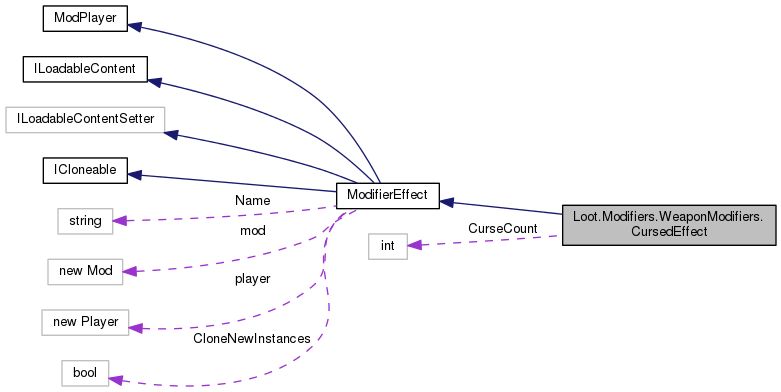 ModPlayer
ILoadableContent
ILoadableContentSetter
ICloneable
ModifierEffect
Name
string
mod
CurseCount
Loot.Modifiers.WeaponModifiers.
CursedEffect
int
new Mod
player
new Player
CloneNewInstances
bool